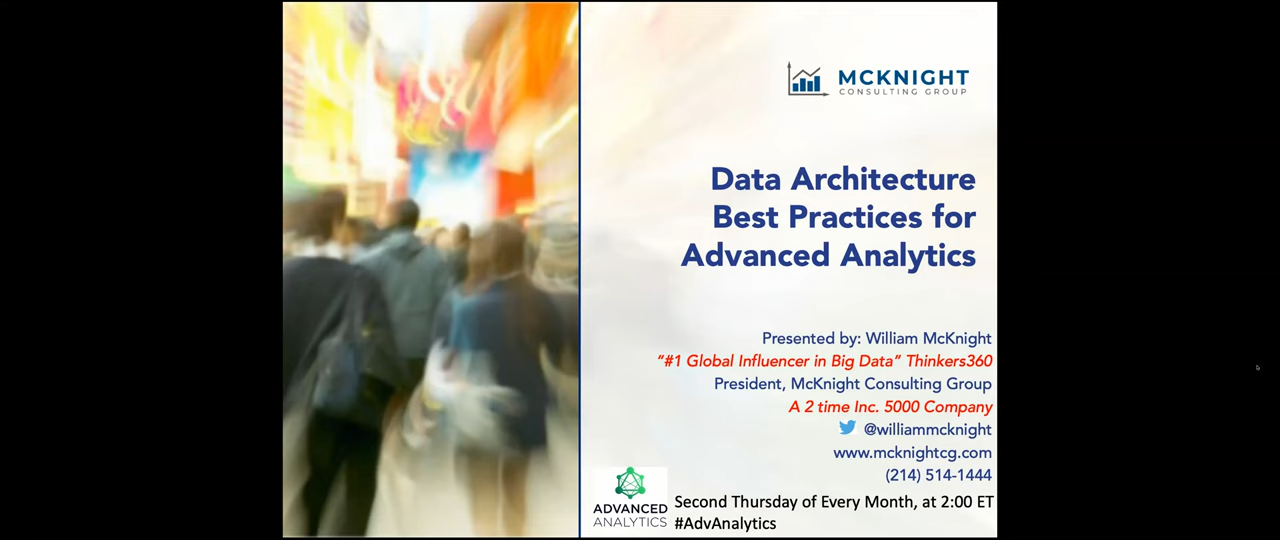 MCKNIGHT
CONSULTING GROUP
Data Architecture
Best Practices for
Advanced Analytics
Presented by: William McKnight
“#1 Global Influencer in Big Data” Thinkers360
President, McKnight Consulting Group
A 2 time Inc. 5000 Company
@williammcknight
www.mcknightcg.com
(214) 514-1444
ADVANCED
ANALYTICS
Second Thursday of Every Month, at 2:00 ET
#AdvAnalytics